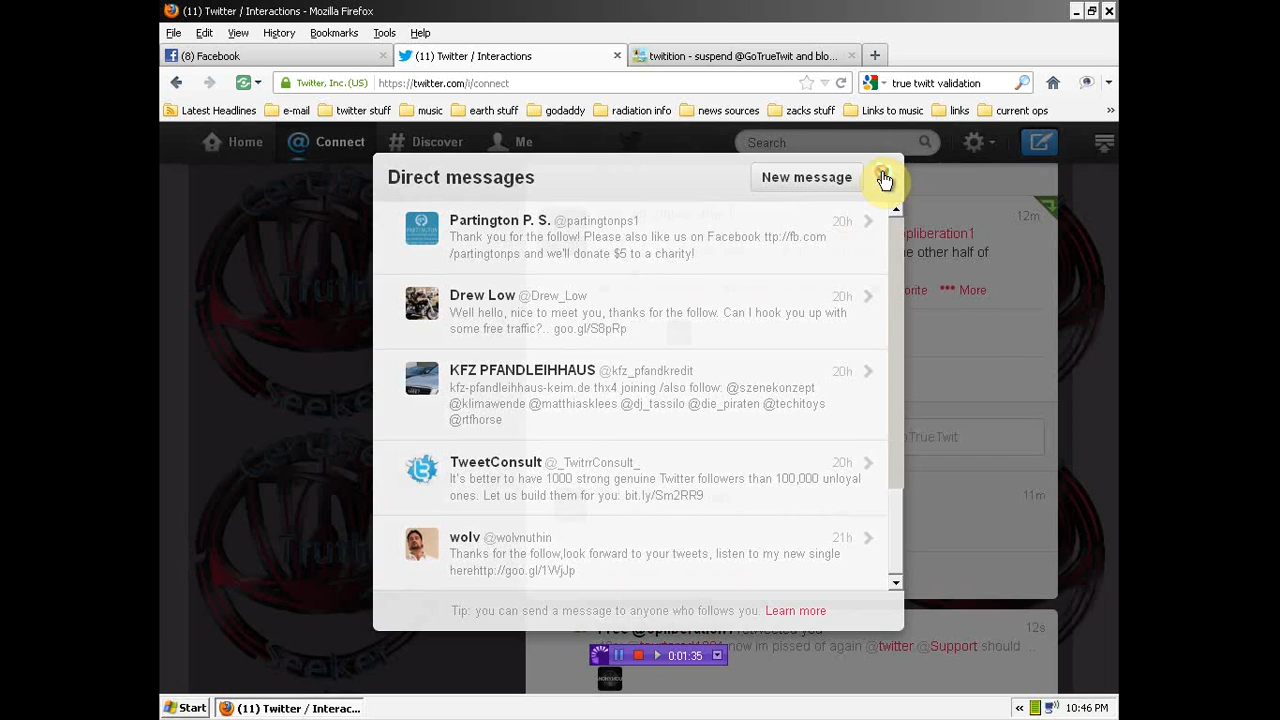 (11) Twitter / Interactions - Mozilla Firefox
File Edit View History Bookmarks Tools Help
(11) Facebook
(11) Twitter / Interactions
twitition - suspend @GoTrueTwit and blo...
Twitter, Inc. (US)
https://twitter.com/i/connect
true twitt validation
Latest Headlines
e-mail
twitter stuff
music
earth stuff
godaddy
radiation info
news sources
zacks stuff
Links to music
links
current ops
Home
Connect
Discover
Me
Search
Direct messages
New message
Partington P. S. @partingtonps1 20h
Thank you for the follow! Please also like us on Facebook ttp://fb.com
/partingtonps and we'll donate $5 to a charity!
Drew Low @Drew_Low 20h
Well hello, nice to meet you, thanks for the follow. Can I hook you up with
some free traffic?.. goo.gl/S8pRp
KFZ PFANDLEIHHAUS @kfz_pfandkredit 20h
kfz-pfandleihhaus-keim.de thx4 joining /also follow: @szenekonzept
@klimawende @matthiasklees @dj_tassilo @die_piraten @techitoys
@rtfhorse
TweetConsult @_TwitrrConsult_ 20h
It's better to have 1000 strong genuine Twitter followers than 100,000 unloyal
ones. Let us build them for you: bit.ly/Sm2RR9
wolv @wolvnuthin 21h
Thanks for the follow,look forward to your tweets, listen to my new single
herehttp://goo.gl/1WjJp
Tip: you can send a message to anyone who follows you. Learn more
12m
pliberation1
e other half of
orite ••• More
oTrueTwit
11m
12s
retweeted you
now im pissed of again @twitter @Support should ...
0:01:35
Start
(11) Twitter / Interac...
10:46 PM